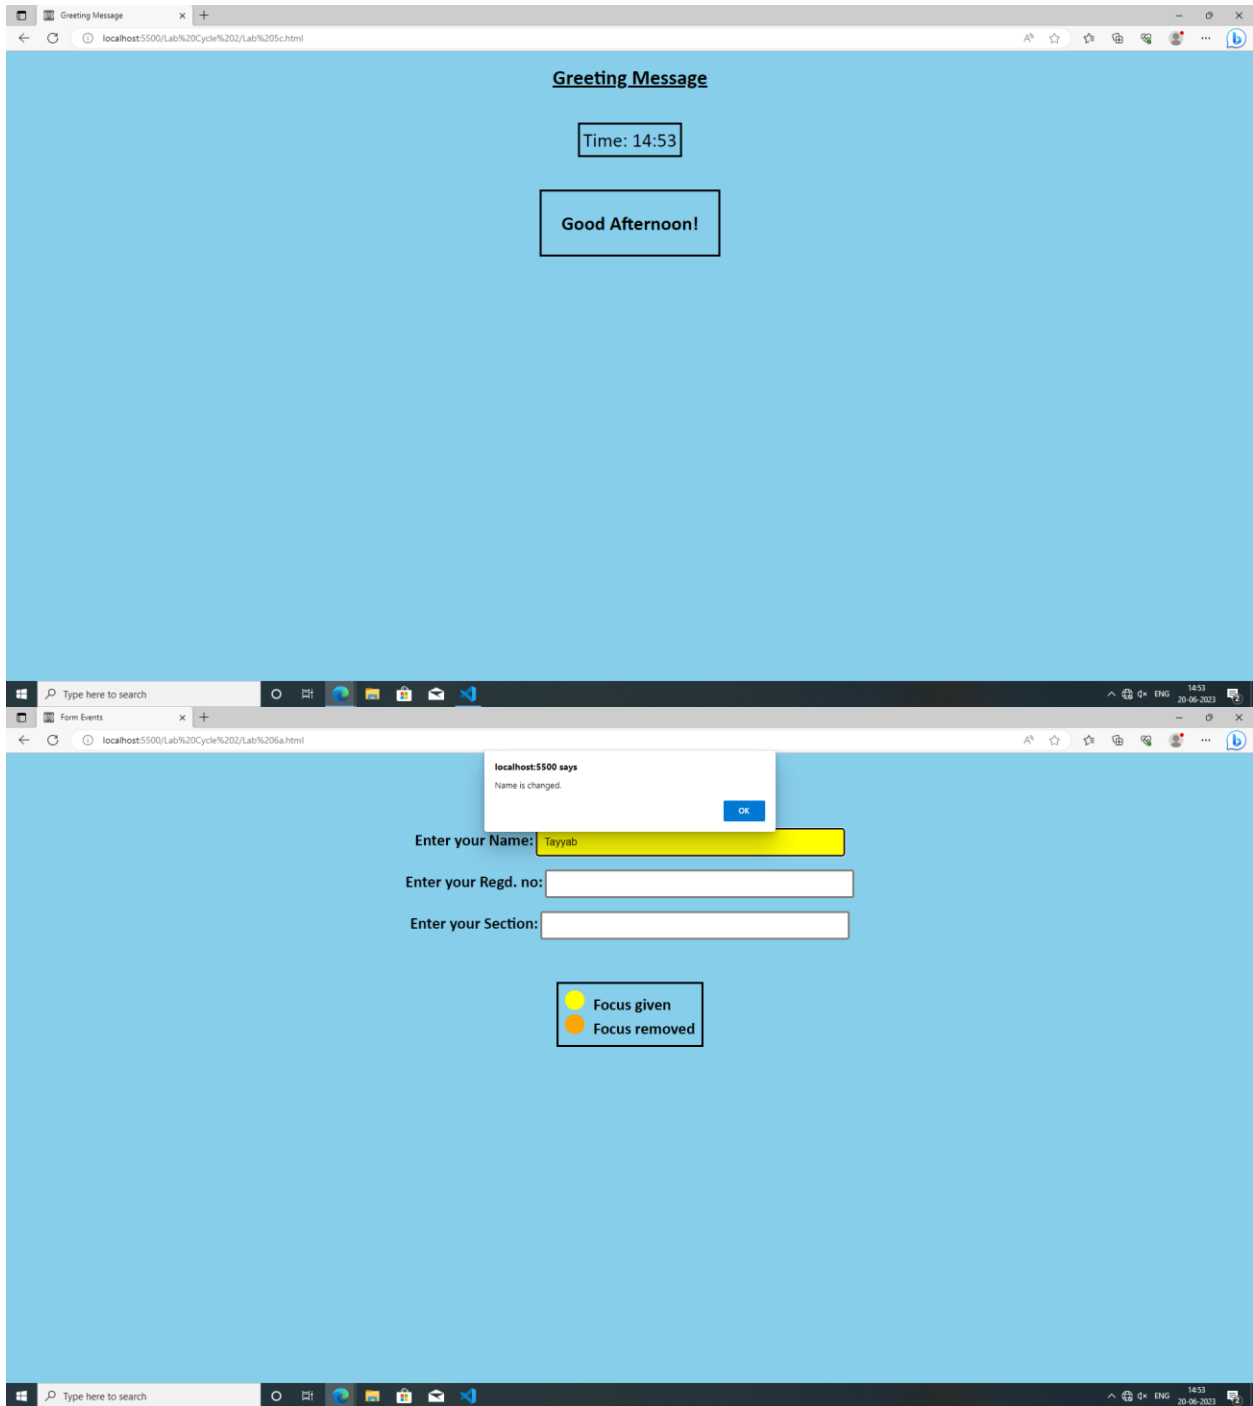 Greeting Message
localhost:5500/Lab%20Cycle%202/Lab%205c.html
Greeting Message
Time: 14:53
Good Afternoon!
Type here to search
ENG
14:53
20-06-2023
2
Form Events
localhost:5500/Lab%20Cycle%202/Lab%206a.html
localhost:5500 says
Name is changed.
OK
Enter your Name: Tayyab
Enter your Regd. no:
Enter your Section:
Focus given
Focus removed
Type here to search
ENG
14:53
20-06-2023
2